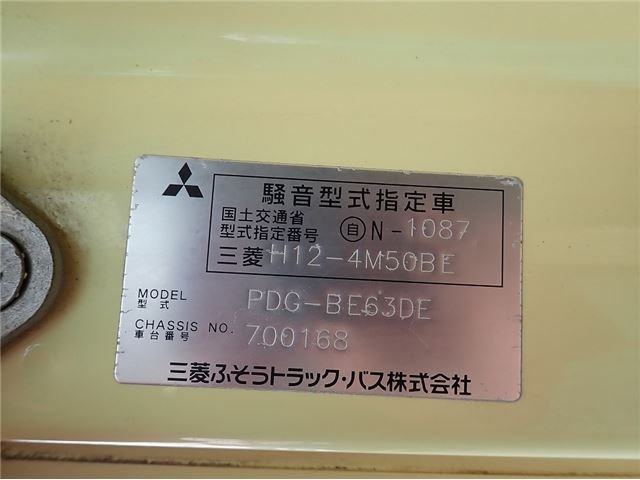 騒音型式指定車
国土交通省
型式指定番号 自 N-1087
三菱 H12-4M50BE
MODEL
型式 PDG-BE63DE
CHASSIS NO.
車台番号 700168
三菱ふそうトラック・バス株式会社